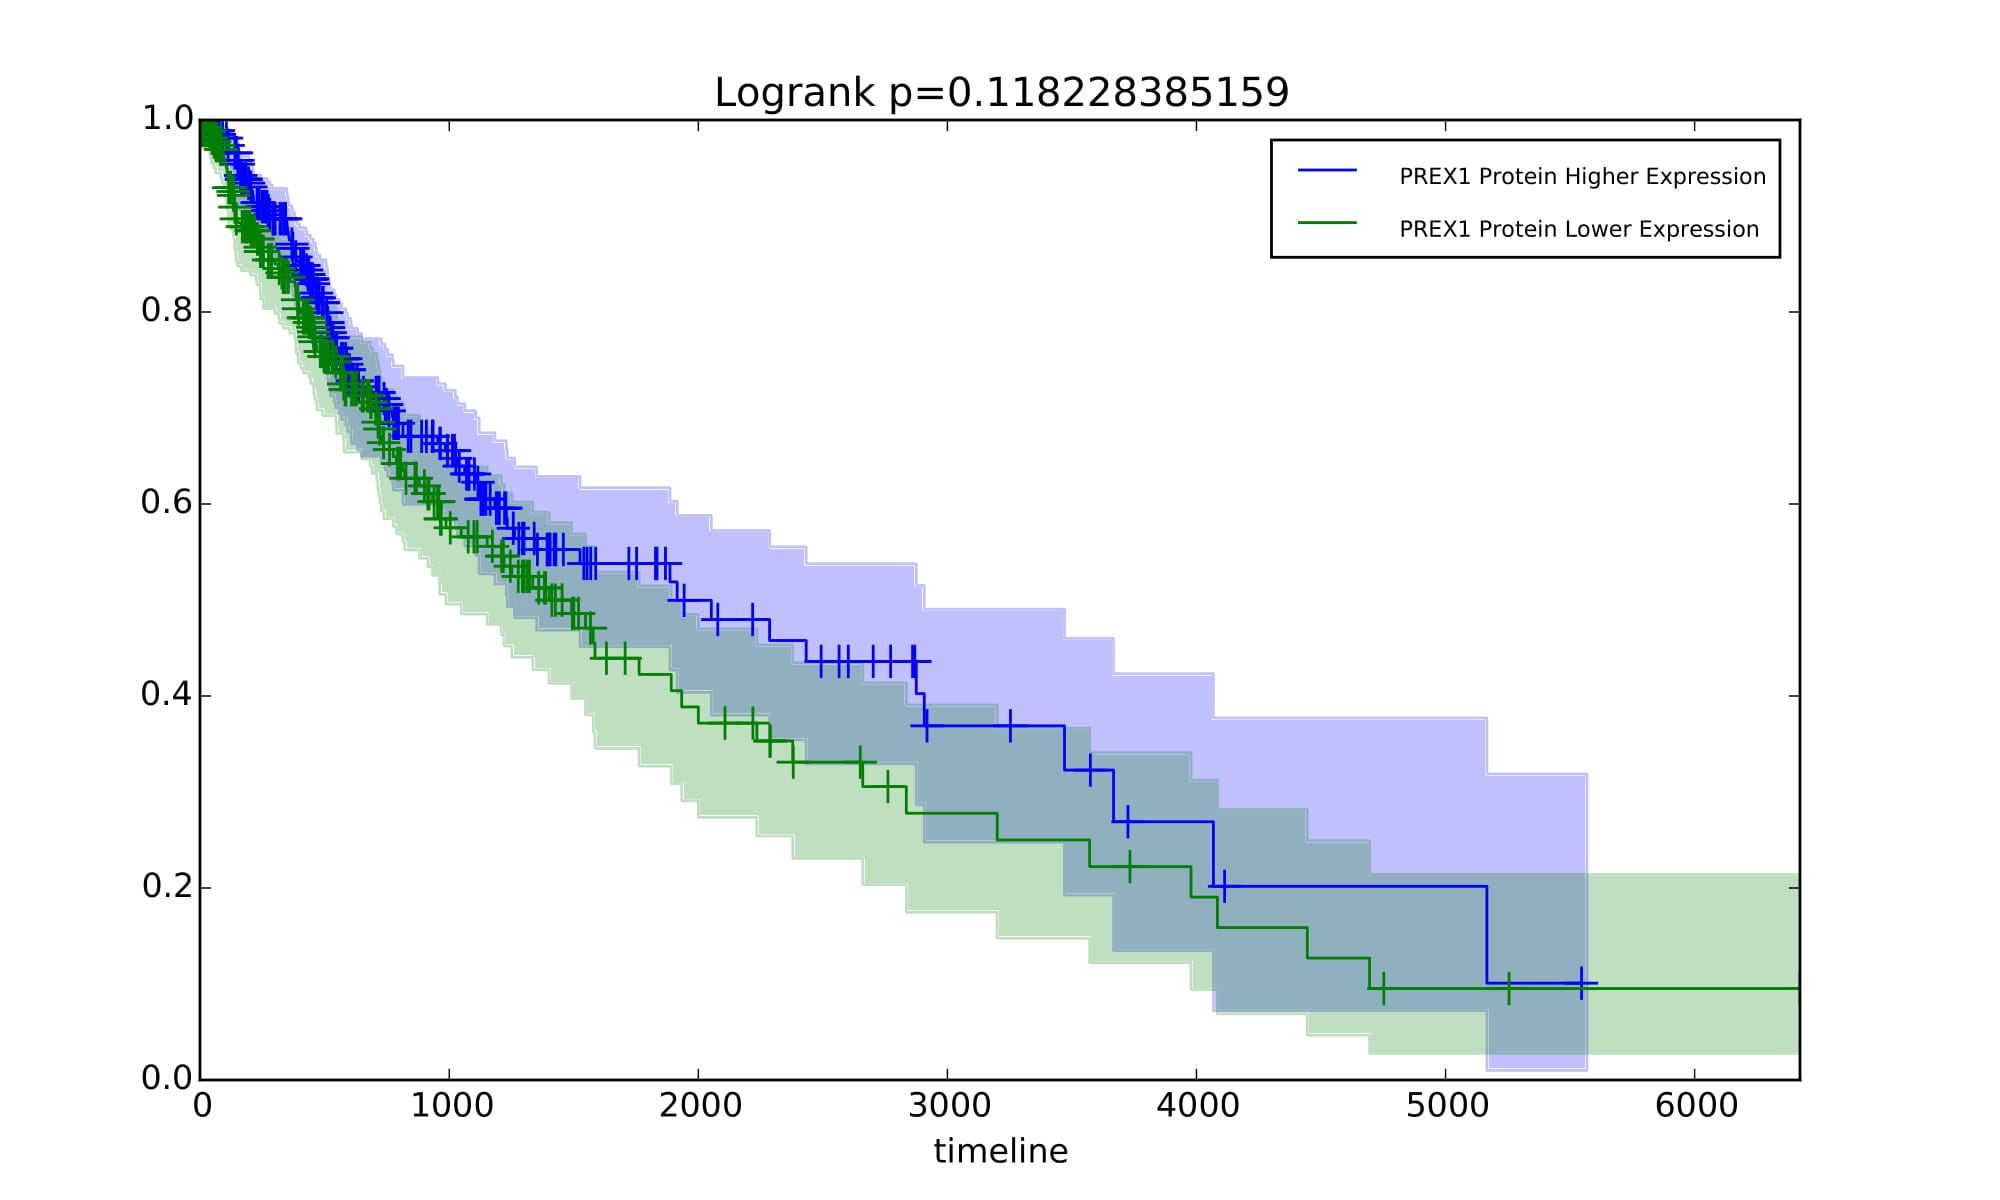 Logrank p=0.118228385159
1.0
0.8
0.6
0.4
0.2
0.0
PREX1 Protein Higher Expression
PREX1 Protein Lower Expression
0 1000 2000 3000 4000 5000 6000
timeline